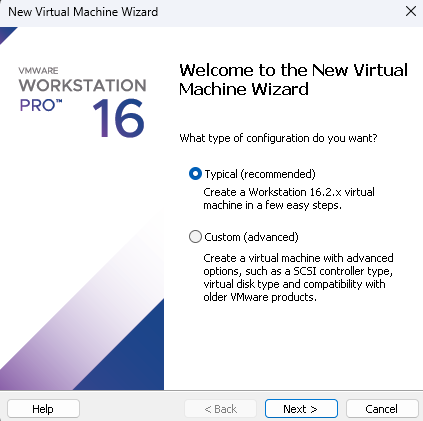 New Virtual Machine Wizard
VMWARE
WORKSTATION
PRO™ 16
Welcome to the New Virtual
Machine Wizard
What type of configuration do you want?
Typical (recommended)
Create a Workstation 16.2.x virtual
machine in a few easy steps.
Custom (advanced)
Create a virtual machine with advanced
options, such as a SCSI controller type,
virtual disk type and compatibility with
older VMware products.
Help
< Back
Next >
Cancel